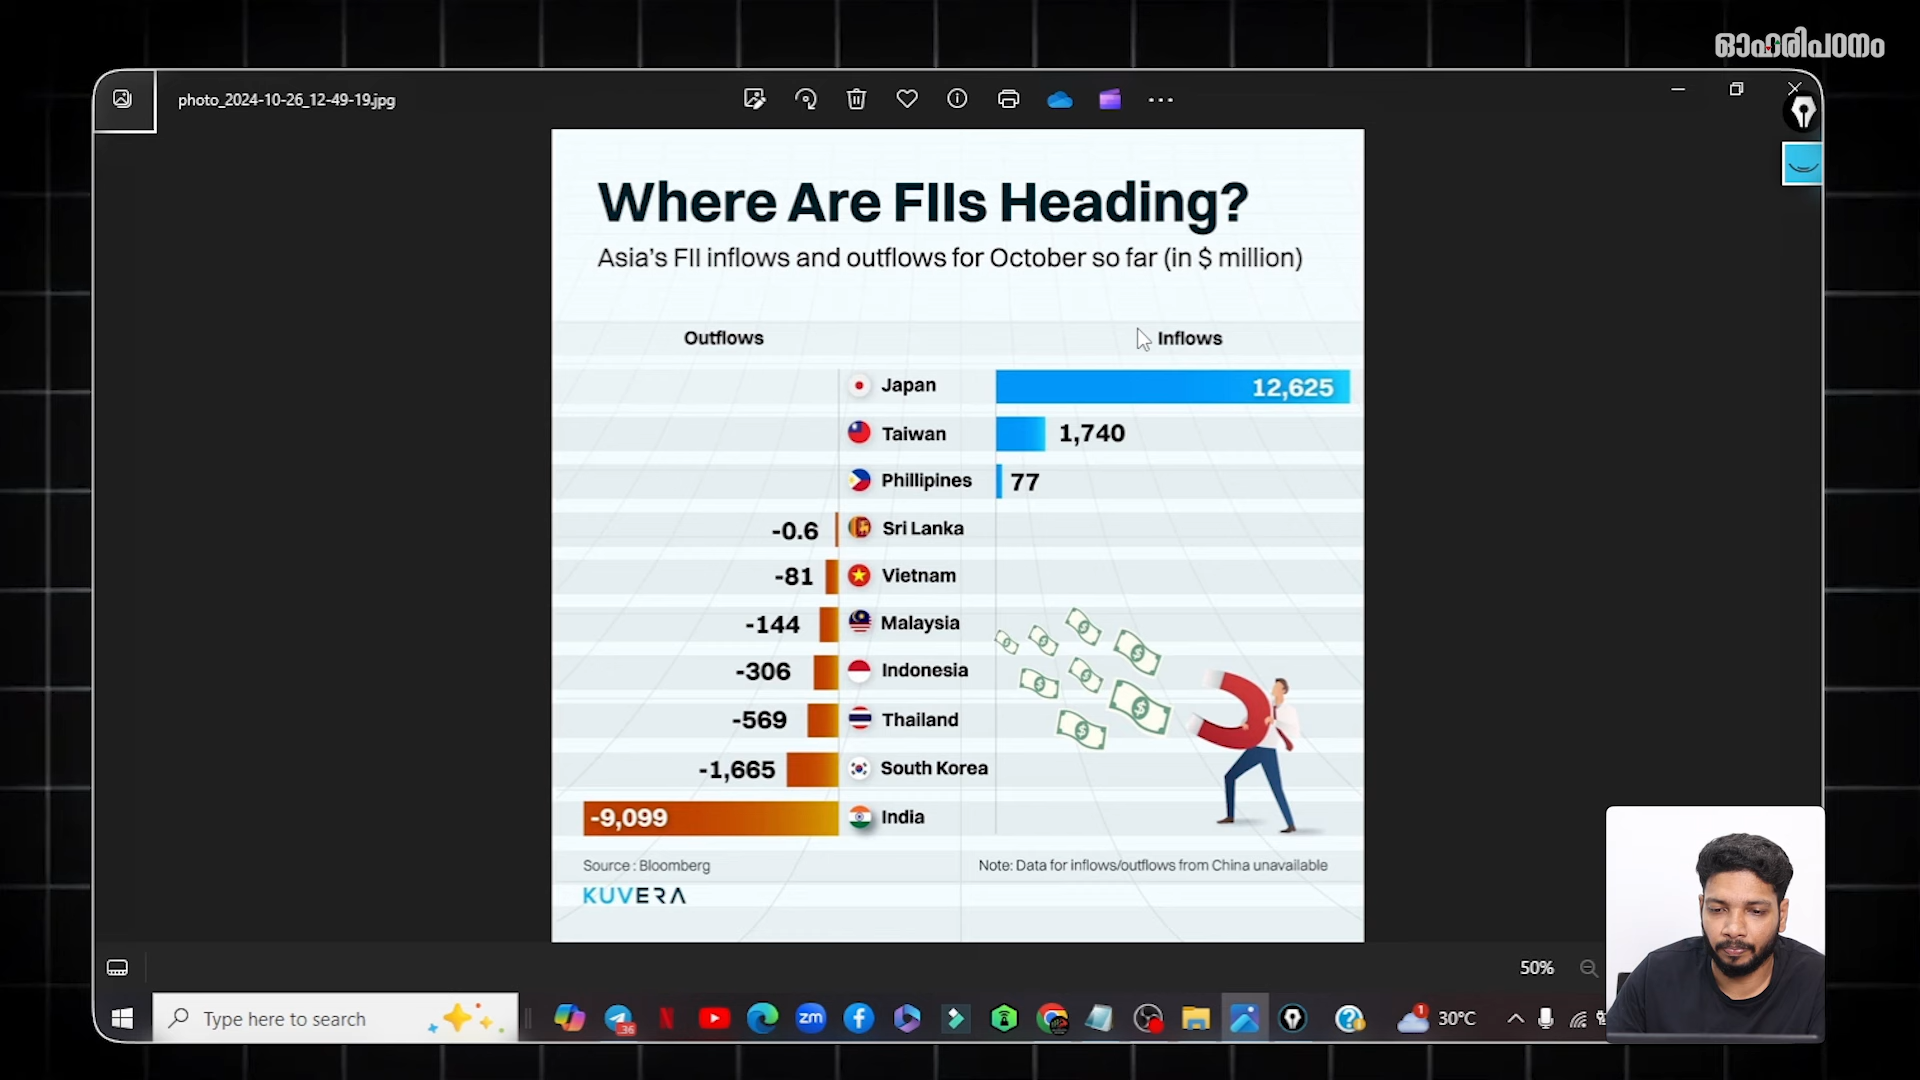 ഓഹരിപഠനം
photo_2024-10-26_12-49-19.jpg
Where Are FIIs Heading?
Asia's FII inflows and outflows for October so far (in $ million)
Outflows Inflows
Japan 12,625
Taiwan 1,740
Phillipines 77
-0.6 Sri Lanka
-81 Vietnam
-144 Malaysia
-306 Indonesia
-569 Thailand
-1,665 South Korea
-9,099 India
Source : Bloomberg Note: Data for inflows/outflows from China unavailable
KUVERA
50%
Type here to search 36 zm 1 30°C